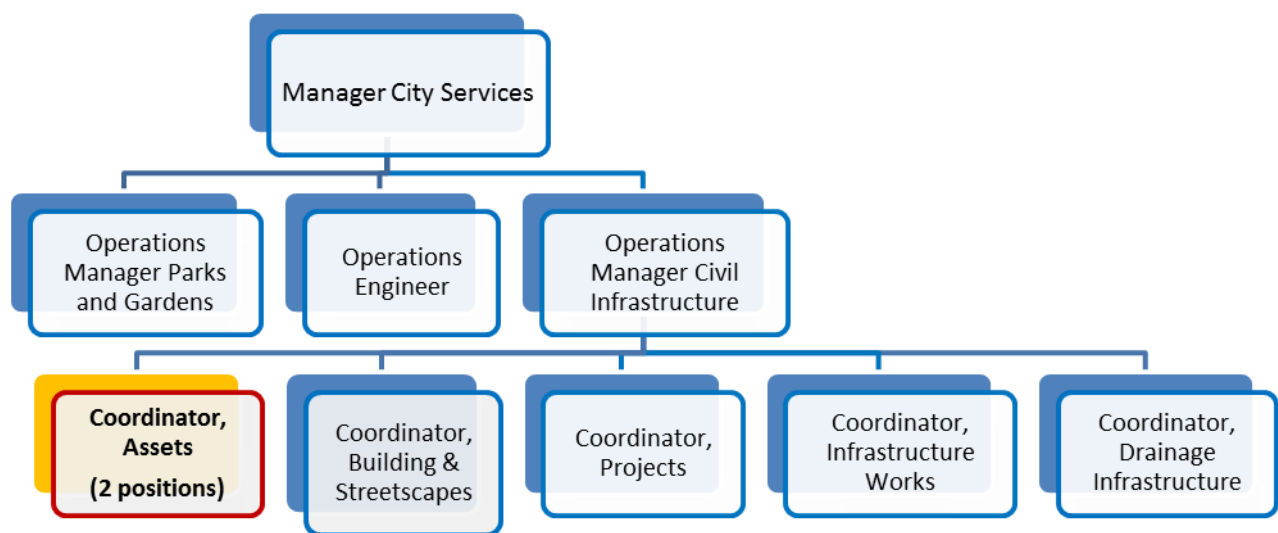 Manager City Services
Operations
Manager Parks
and Gardens
Operations
Engineer
Operations
Manager Civil
Infrastructure
Coordinator,
Assets
(2 positions)
Coordinator,
Building &
Streetscapes
Coordinator,
Projects
Coordinator,
Infrastructure
Works
Coordinator,
Drainage
Infrastructure